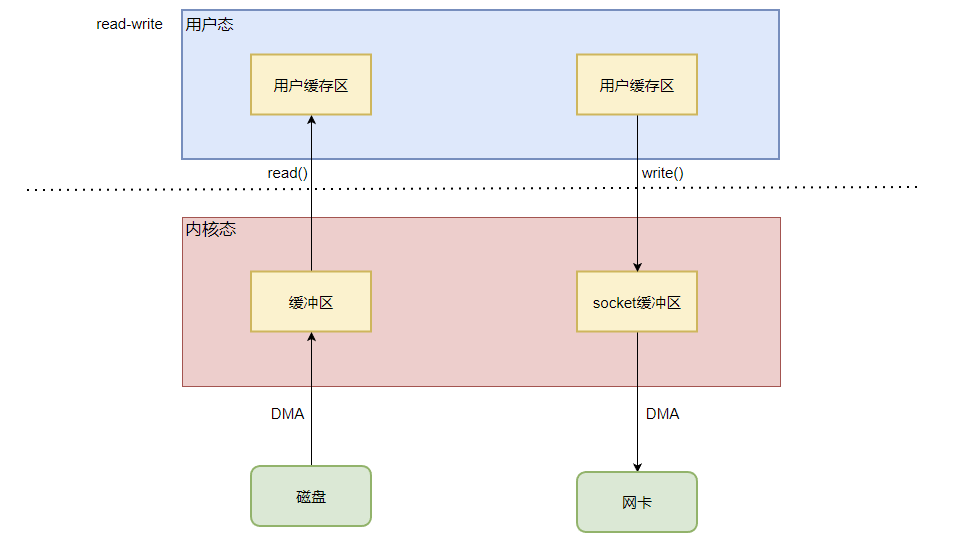 read-write
用户态
用户缓存区
用户缓存区
read()
write()
内核态
缓冲区
socket缓冲区
DMA
DMA
磁盘
网卡